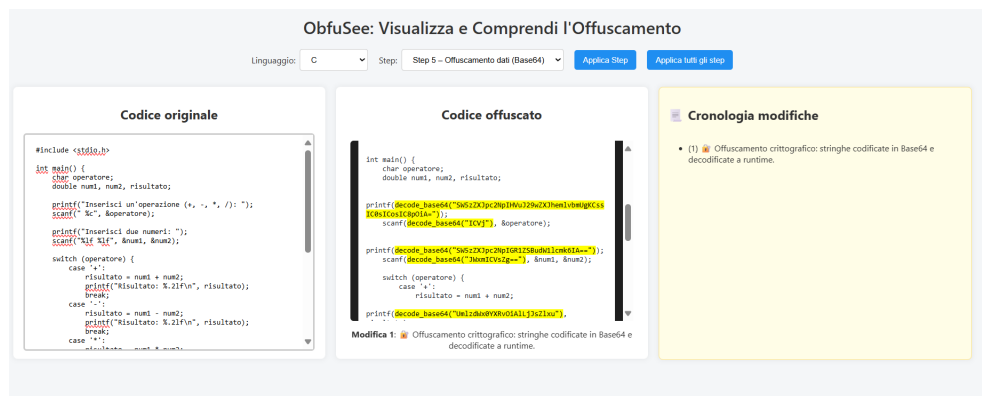 ObfuSee: Visualizza e Comprendi l'Offuscamento
Linguaggio: C Step: Step 5 – Offuscamento dati (Base64) Applica Step Applica tutti gli step
Codice originale
#include <stdio.h>
int main() {
char operatore;
double num1, num2, risultato;
printf("Inserisci un'operazione (+, -, *, /): ");
scanf(" %c", &operatore);
printf("Inserisci due numeri: ");
scanf("%lf %lf", &num1, &num2);
switch (operatore) {
case '+':
risultato = num1 + num2;
printf("Risultato: %.2lf\n", risultato);
break;
case '-':
risultato = num1 - num2;
printf("Risultato: %.2lf\n", risultato);
break;
case '*':
risultato = num1 * num2;
Codice offuscato
int main() {
char operatore;
double num1, num2, risultato;
printf(decode_base64("SW5zZXJpc2NpIHVuJ29wZXJhemlvbmUgKCss
IC0sICosIC8pOiA="));
scanf(decode_base64("ICVj"), &operatore);
printf(decode_base64("SW5zZXJpc2NpIGR1ZSBudW1lcmk6IA=="));
scanf(decode_base64("JWxmICVsZg=="), &num1, &num2);
switch (operatore) {
case '+':
risultato = num1 + num2;
printf(decode_base64("UmlzdWx0YXRvOiAlLjJsZlxu"),
Modifica 1: 🔐 Offuscamento crittografico: stringhe codificate in Base64 e
decodificate a runtime.
Cronologia modifiche
• (1) 🔐 Offuscamento crittografico: stringhe codificate in Base64 e
decodificate a runtime.